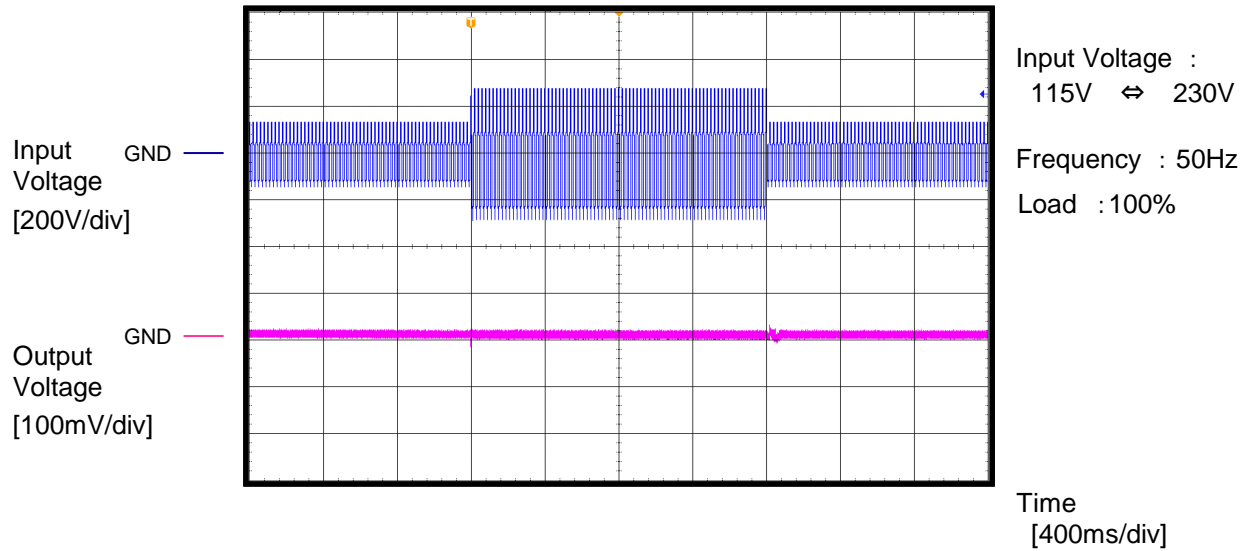 T
Input Voltage :
115V ⇔ 230V
Frequency : 50Hz
Load :100%
Input
Voltage
[200V/div]
GND
Output
Voltage
[100mV/div]
GND
Time
[400ms/div]